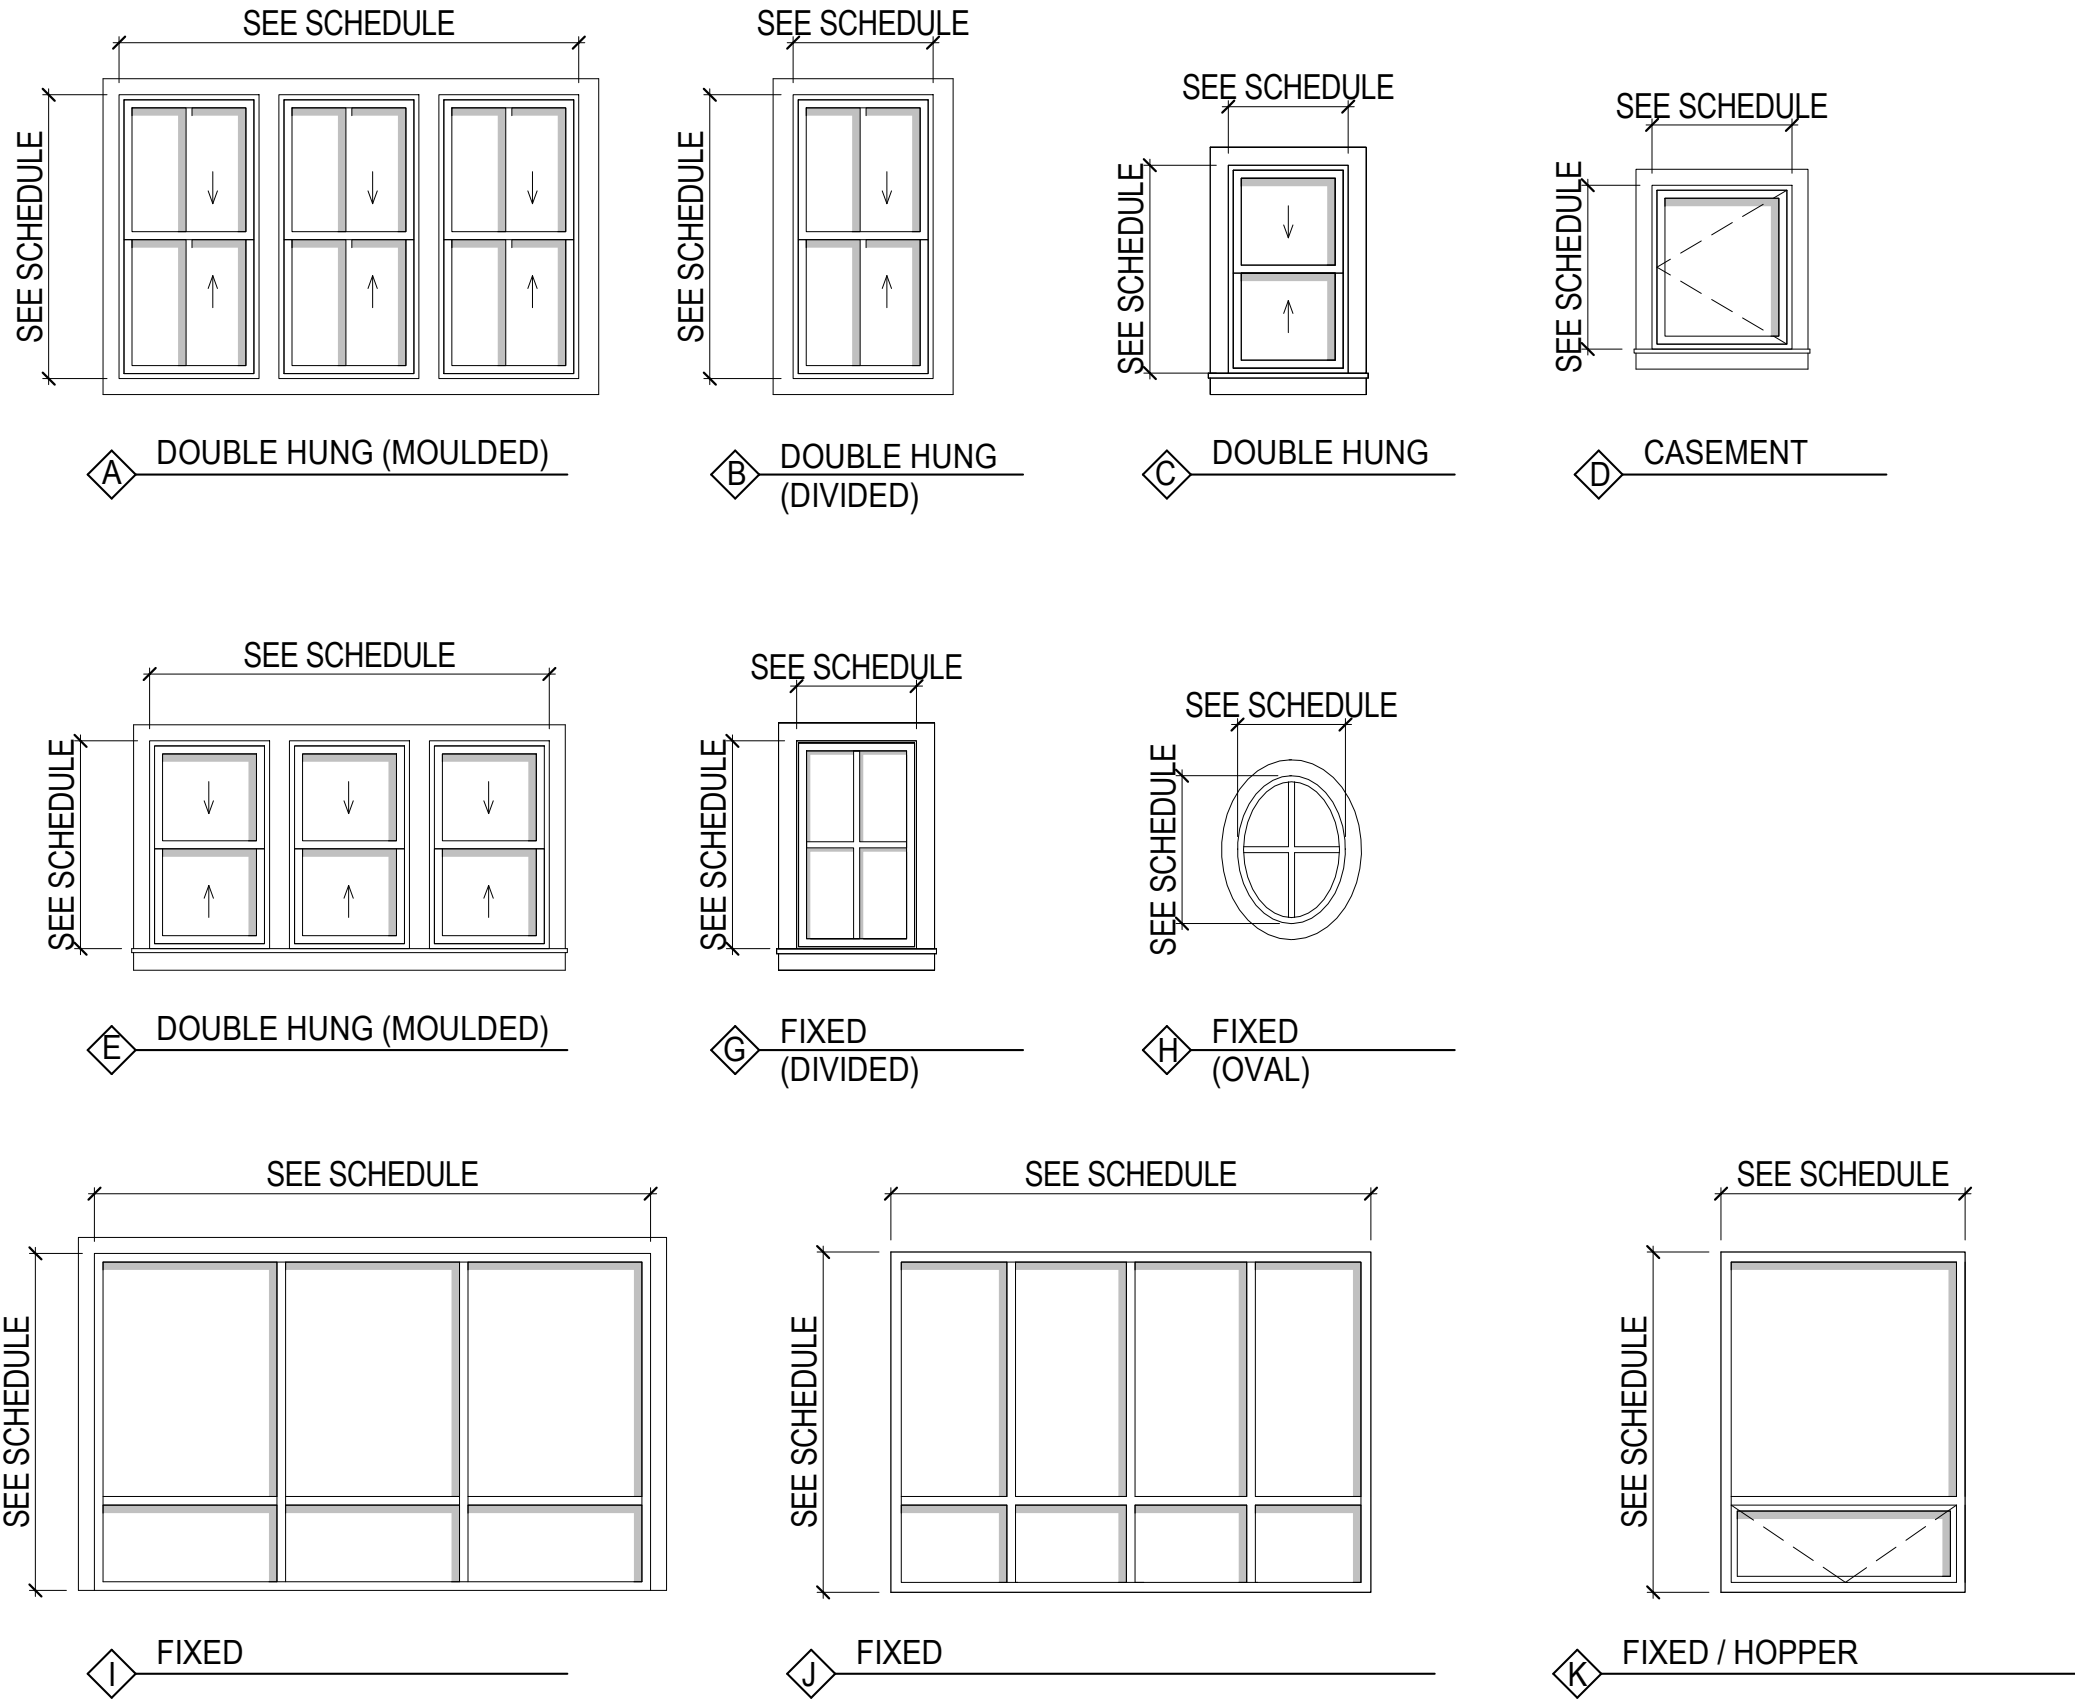 SEE SCHEDULE
SEE SCHEDULE
A DOUBLE HUNG (MOULDED)
SEE SCHEDULE
SEE SCHEDULE
B DOUBLE HUNG
(DIVIDED)
SEE SCHEDULE
SEE SCHEDULE
C DOUBLE HUNG
SEE SCHEDULE
SEE SCHEDULE
D CASEMENT
SEE SCHEDULE
SEE SCHEDULE
E DOUBLE HUNG (MOULDED)
SEE SCHEDULE
SEE SCHEDULE
G FIXED
(DIVIDED)
SEE SCHEDULE
SEE SCHEDULE
H FIXED
(OVAL)
SEE SCHEDULE
SEE SCHEDULE
I FIXED
SEE SCHEDULE
SEE SCHEDULE
J FIXED
SEE SCHEDULE
SEE SCHEDULE
K FIXED / HOPPER